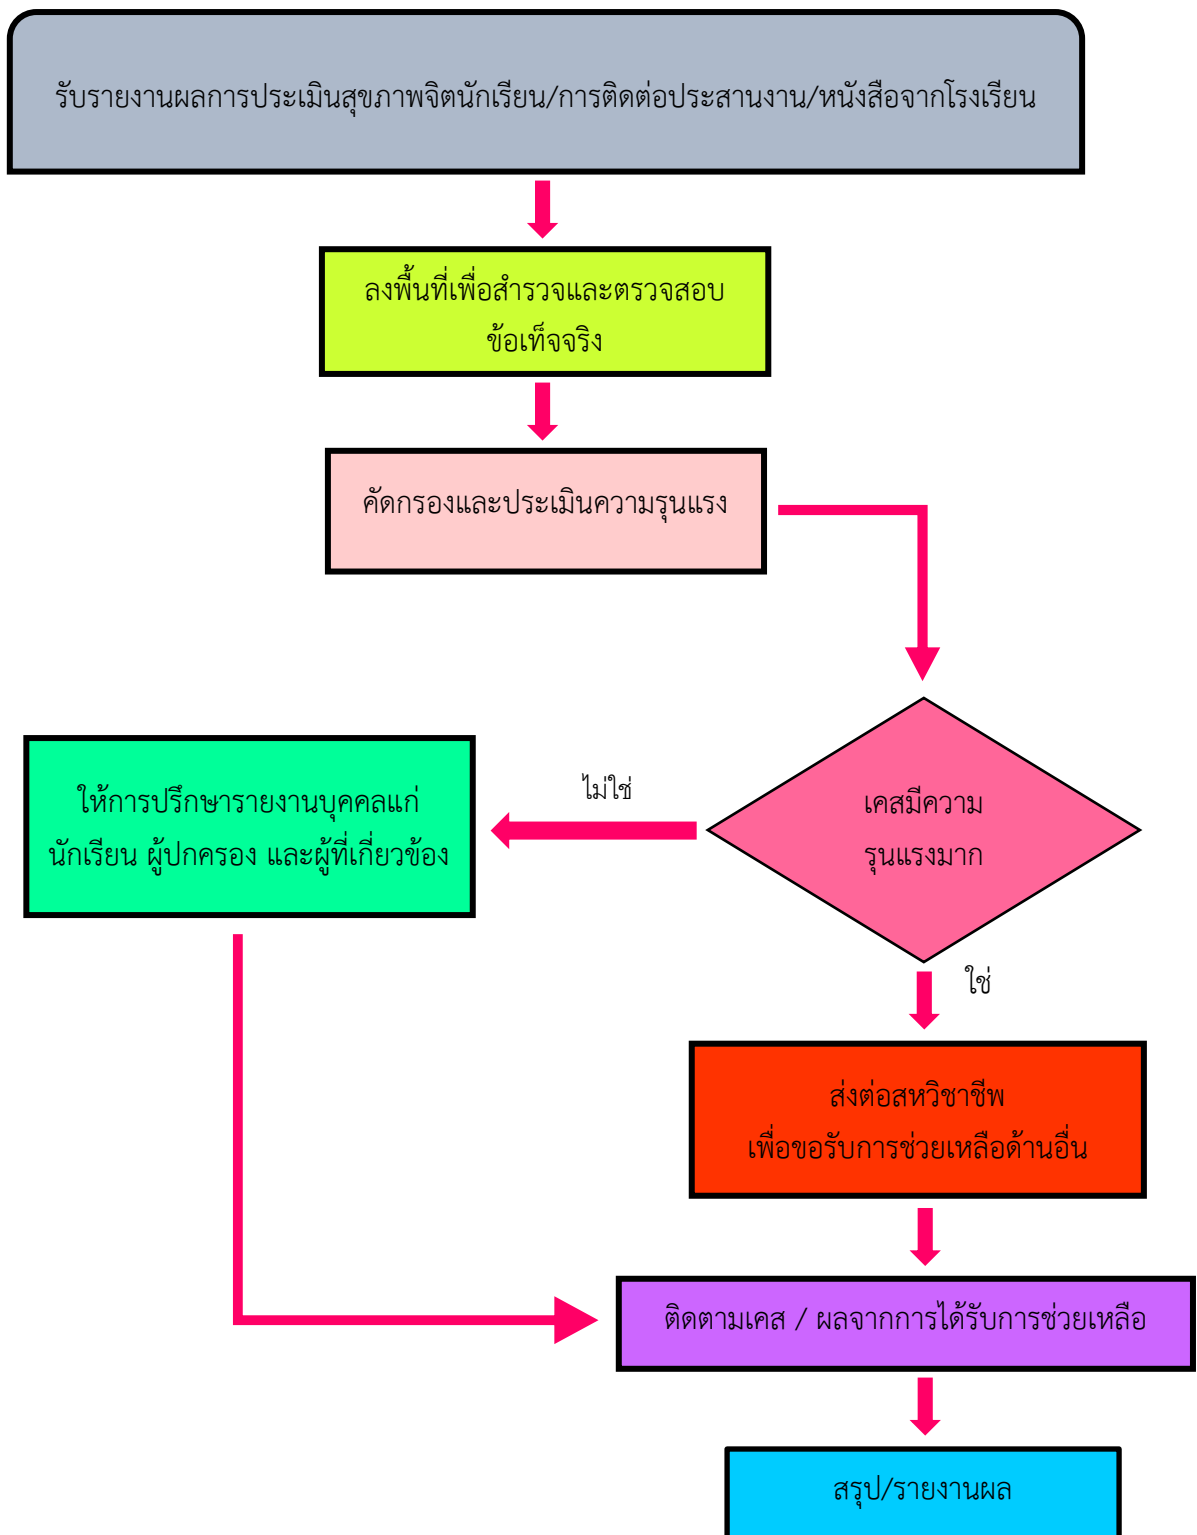 รับรายงานผลการประเมินสุขภาพจิตนักเรียน/การติดต่อประสานงาน/หนังสือจากโรงเรียน
ลงพื้นที่เพื่อสำรวจและตรวจสอบ
ข้อเท็จจริง
คัดกรองและประเมินความรุนแรง
เคสมีความ
รุนแรงมาก
ไม่ใช่
ให้การปรึกษารายงานบุคคลแก่
นักเรียน ผู้ปกครอง และผู้ที่เกี่ยวข้อง
ใช่
ส่งต่อสหวิชาชีพ
เพื่อขอรับการช่วยเหลือด้านอื่น
ติดตามเคส / ผลจากการได้รับการช่วยเหลือ
สรุป/รายงานผล